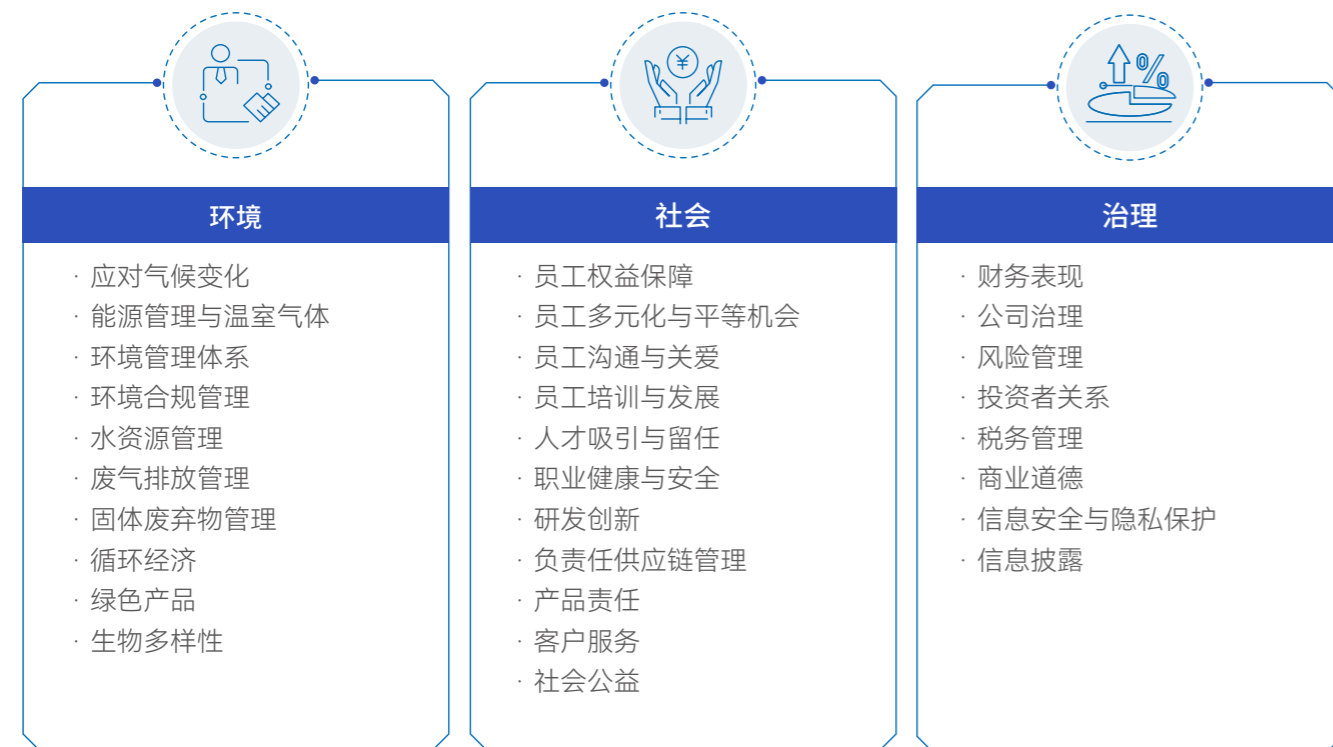 环境
· 应对气候变化
· 能源管理与温室气体
· 环境管理体系
· 环境合规管理
· 水资源管理
· 废气排放管理
· 固体废弃物管理
· 循环经济
· 绿色产品
· 生物多样性
社会
· 员工权益保障
· 员工多元化与平等机会
· 员工沟通与关爱
· 员工培训与发展
· 人才吸引与留任
· 职业健康与安全
· 研发创新
· 负责任供应链管理
· 产品责任
· 客户服务
· 社会公益
治理
· 财务表现
· 公司治理
· 风险管理
· 投资者关系
· 税务管理
· 商业道德
· 信息安全与隐私保护
· 信息披露